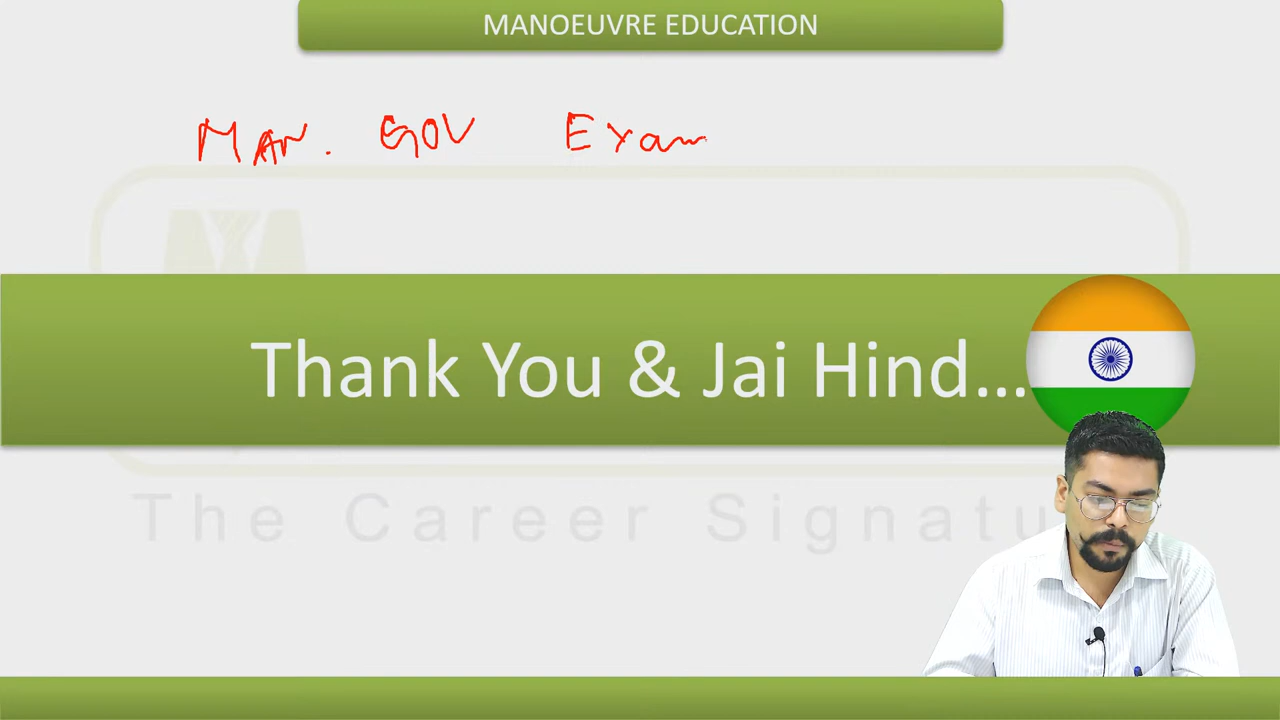 MANOEUVRE EDUCATION
MAN. GOV Exam
Thank You & Jai Hind...
The Career Signatu